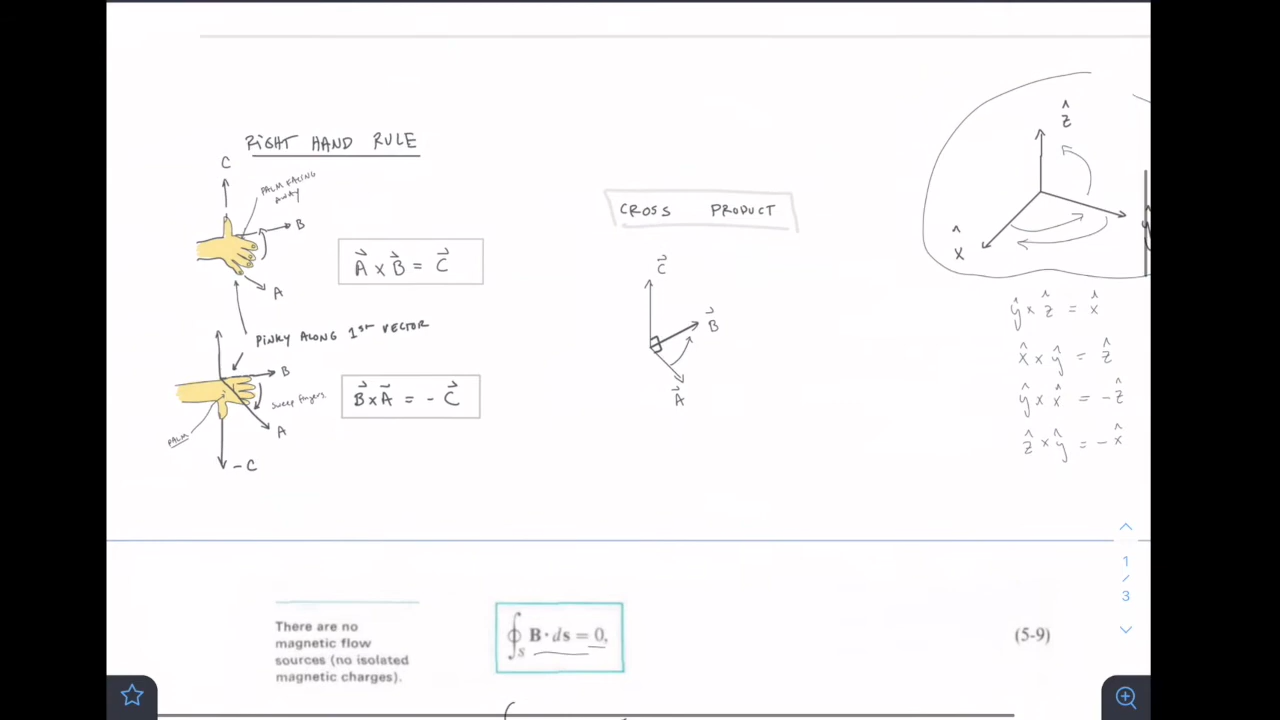 RIGHT HAND RULE
C
PALM FACING
AWAY
B
A
A⃗ x B⃗ = C⃗
PINKY ALONG 1st VECTOR
B
sweep fingers
A
PALM
-C
B⃗ x A⃗ = - C⃗
CROSS PRODUCT
C⃗
B⃗
A⃗
ẑ
x̂
ŷ x ẑ = x̂
x̂ x ŷ = ẑ
ŷ x x̂ = -ẑ
ẑ x ŷ = -x̂
1
/
3
There are no
magnetic flow
sources (no isolated
magnetic charges).
∮S B · ds = 0,
(5-9)